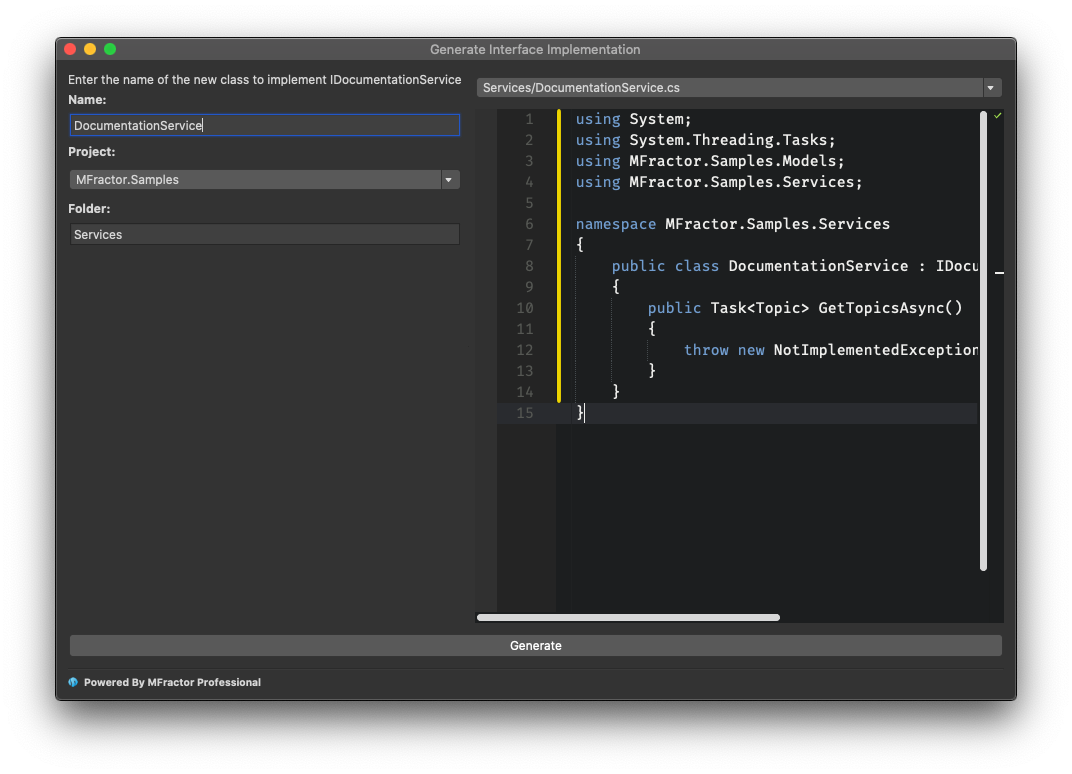 Generate Interface Implementation
Enter the name of the new class to implement IDocumentationService
Name:
DocumentationService
Project:
MFractor.Samples
Folder:
Services
Services/DocumentationService.cs
1 using System;
2 using System.Threading.Tasks;
3 using MFractor.Samples.Models;
4 using MFractor.Samples.Services;
5
6 namespace MFractor.Samples.Services
7 {
8 public class DocumentationService : IDocu
9 {
10 public Task<Topic> GetTopicsAsync()
11 {
12 throw new NotImplementedException
13 }
14 }
15 }
Generate
Powered By MFractor Professional